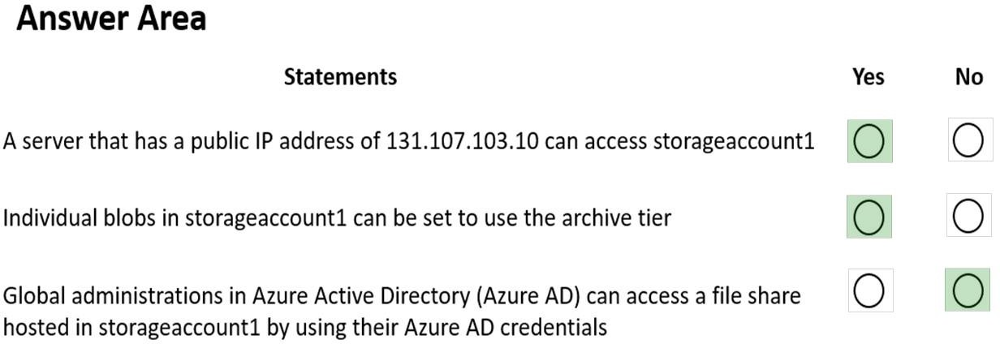 Answer Area
Statements Yes No
A server that has a public IP address of 131.107.103.10 can access storageaccount1
Individual blobs in storageaccount1 can be set to use the archive tier
Global administrations in Azure Active Directory (Azure AD) can access a file share
hosted in storageaccount1 by using their Azure AD credentials